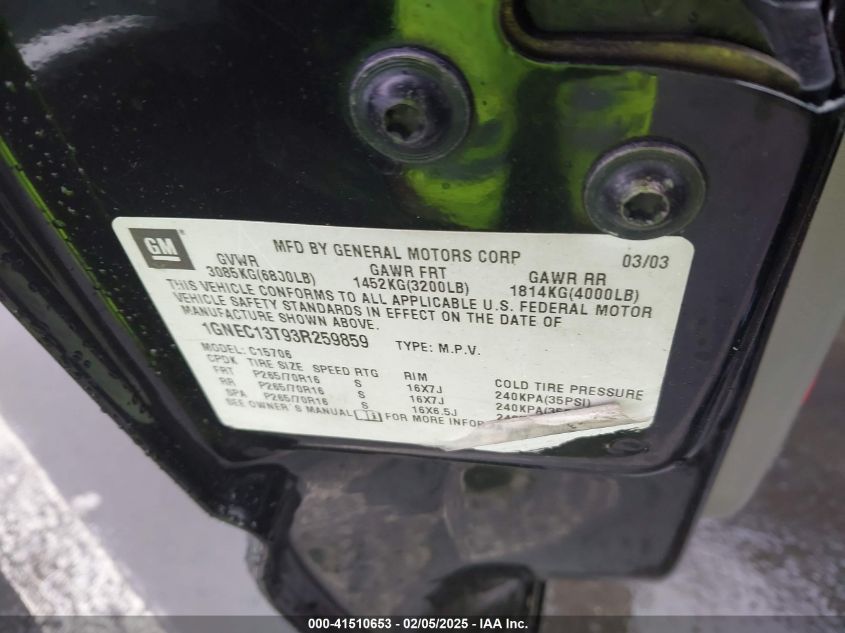 GM
MFD BY GENERAL MOTORS CORP 03/03
GVWR GAWR FRT GAWR RR
3085KG(6830LB) 1452KG(3200LB) 1814KG(4000LB)
THIS VEHICLE CONFORMS TO ALL APPLICABLE U.S. FEDERAL MOTOR
VEHICLE SAFETY STANDARDS IN EFFECT ON THE DATE OF
MANUFACTURE SHOWN ABOVE.
1GNEC13T93R259859 TYPE: M.P.V.
MODEL: C15706
CPDK TIRE SIZE SPEED RTG RIM COLD TIRE PRESSURE
FRT P265/70R16 S 16X7J 240KPA(35PSI)
RR P265/70R16 S 16X7J 240KPA(35
SPA P265/70R16 S 16X6.5J
SEE OWNER'S MANUAL FOR MORE INFOR
000-41510653 — 02/05/2025 — IAA Inc.